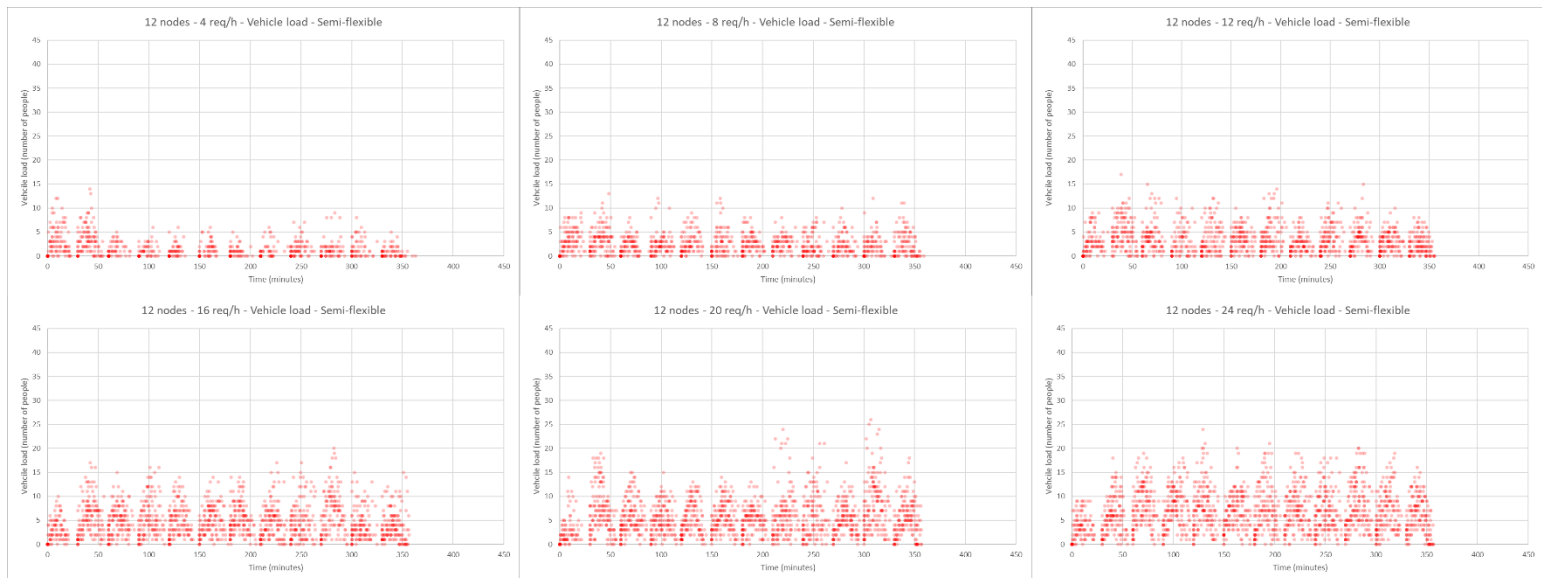 12 nodes - 4 req/h - Vehicle load - Semi-flexible
45
40
35
30
25
20
15
10
5
0
Vehcile load (number of people)
0 50 100 150 200 250 300 350 400 450
Time (minutes)
12 nodes - 8 req/h - Vehicle load - Semi-flexible
45
40
35
30
25
20
15
10
5
0
Vehcile load (number of people)
0 50 100 150 200 250 300 350 400 450
Time (minutes)
12 nodes - 12 req/h - Vehicle load - Semi-flexible
45
40
35
30
25
20
15
10
5
0
Vehcile load (number of people)
0 50 100 150 200 250 300 350 400 450
Time (minutes)
12 nodes - 16 req/h - Vehicle load - Semi-flexible
45
40
35
30
25
20
15
10
5
0
Vehcile load (number of people)
0 50 100 150 200 250 300 350 400 450
Time (minutes)
12 nodes - 20 req/h - Vehicle load - Semi-flexible
45
40
35
30
25
20
15
10
5
0
Vehcile load (number of people)
0 50 100 150 200 250 300 350 400 450
Time (minutes)
12 nodes - 24 req/h - Vehicle load - Semi-flexible
45
40
35
30
25
20
15
10
5
0
Vehcile load (number of people)
0 50 100 150 200 250 300 350 400 450
Time (minutes)